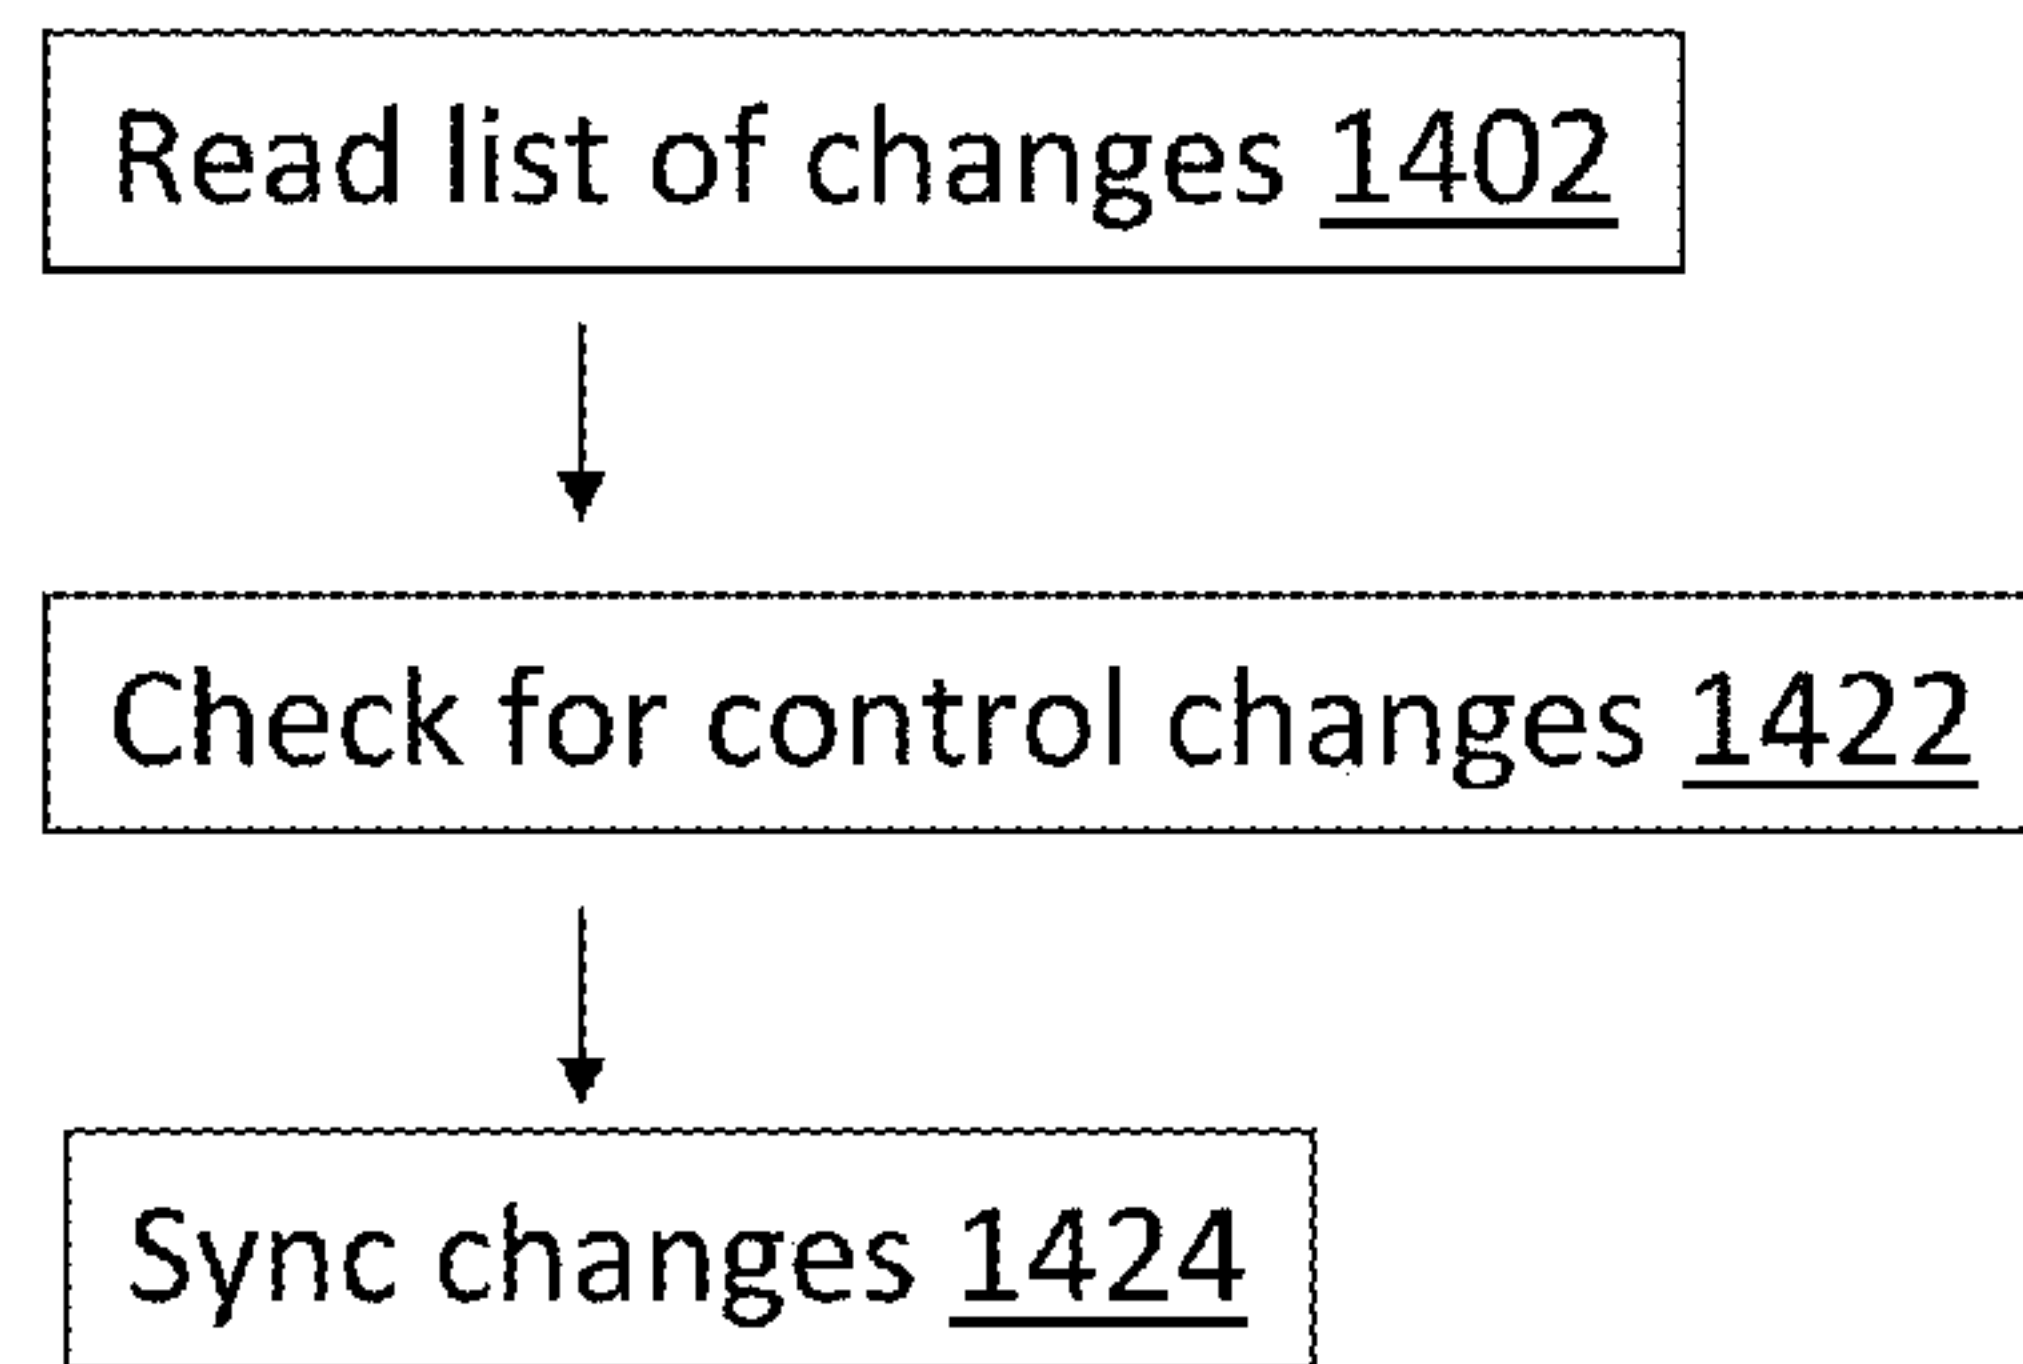 Read list of changes 1402
Check for control changes 1422
Sync changes 1424